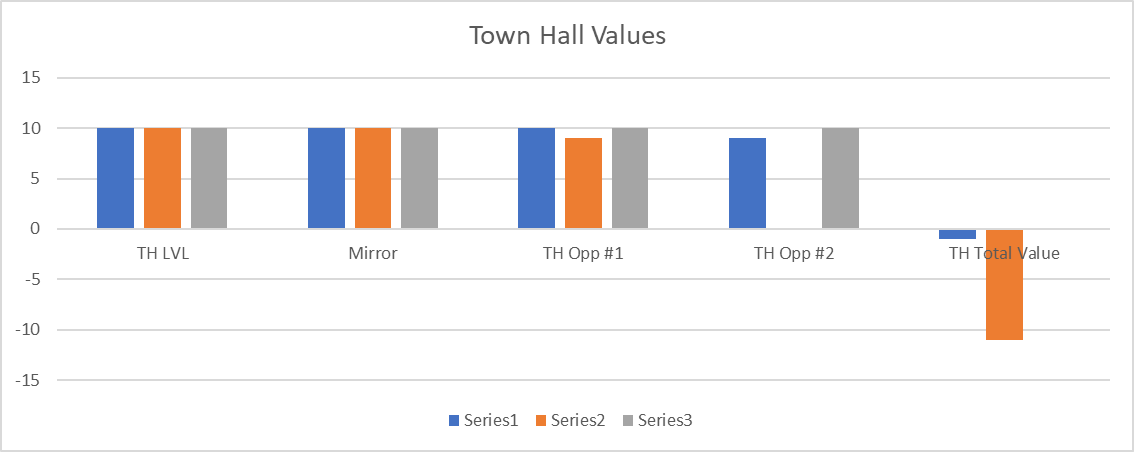 Town Hall Values
15
10
5
0
-5
-10
-15
TH LVL Mirror TH Opp #1 TH Opp #2 TH Total Value
Series1 Series2 Series3